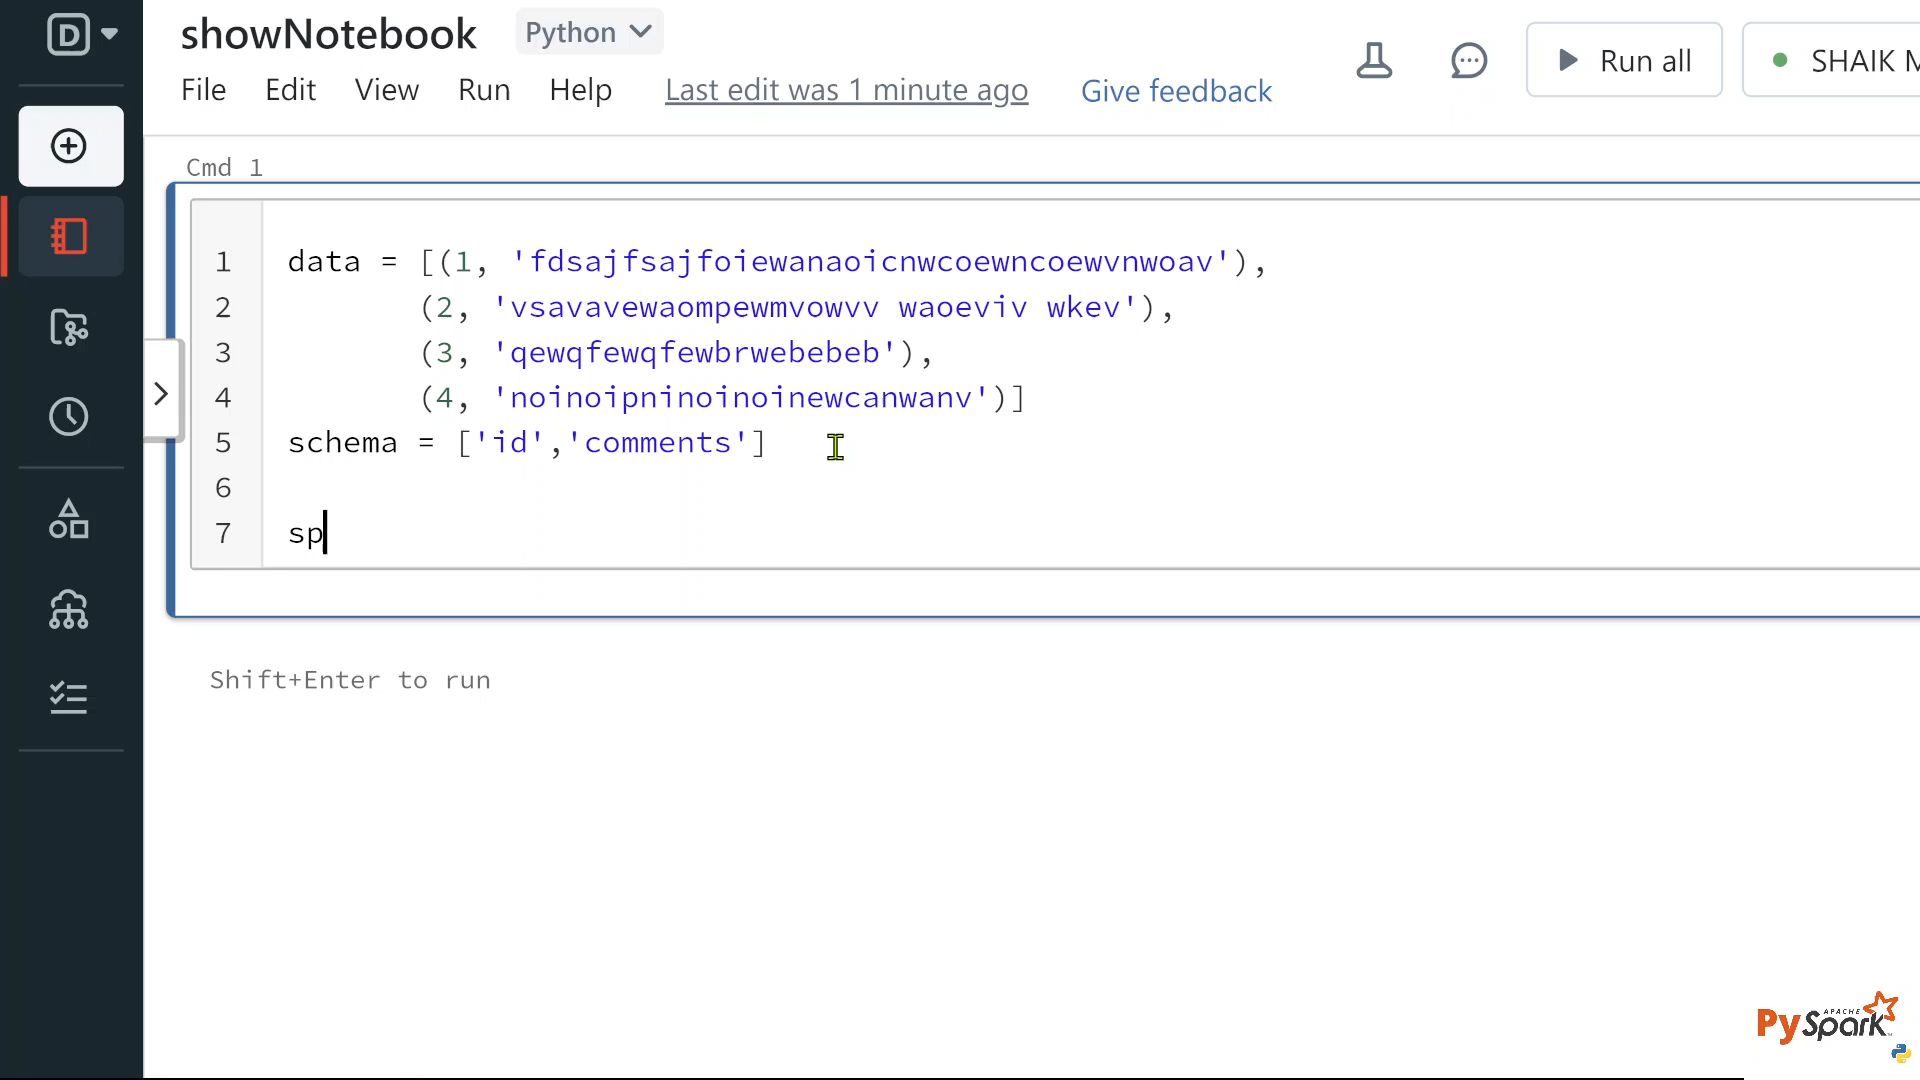 showNotebook Python
File Edit View Run Help Last edit was 1 minute ago Give feedback Run all SHAIK M
Cmd 1
1 data = [(1, 'fdsajfsajfoiewanaoicnwcoewncoewvnwoav'),
2 (2, 'vsavavewaompewmvowvv waoeviv wkev'),
3 (3, 'qewqfewqfewbrwebebeb'),
4 (4, 'noinoipninoinoinewcanwanv')]
5 schema = ['id','comments']
6
7 sp
Shift+Enter to run
APACHE
PySpark